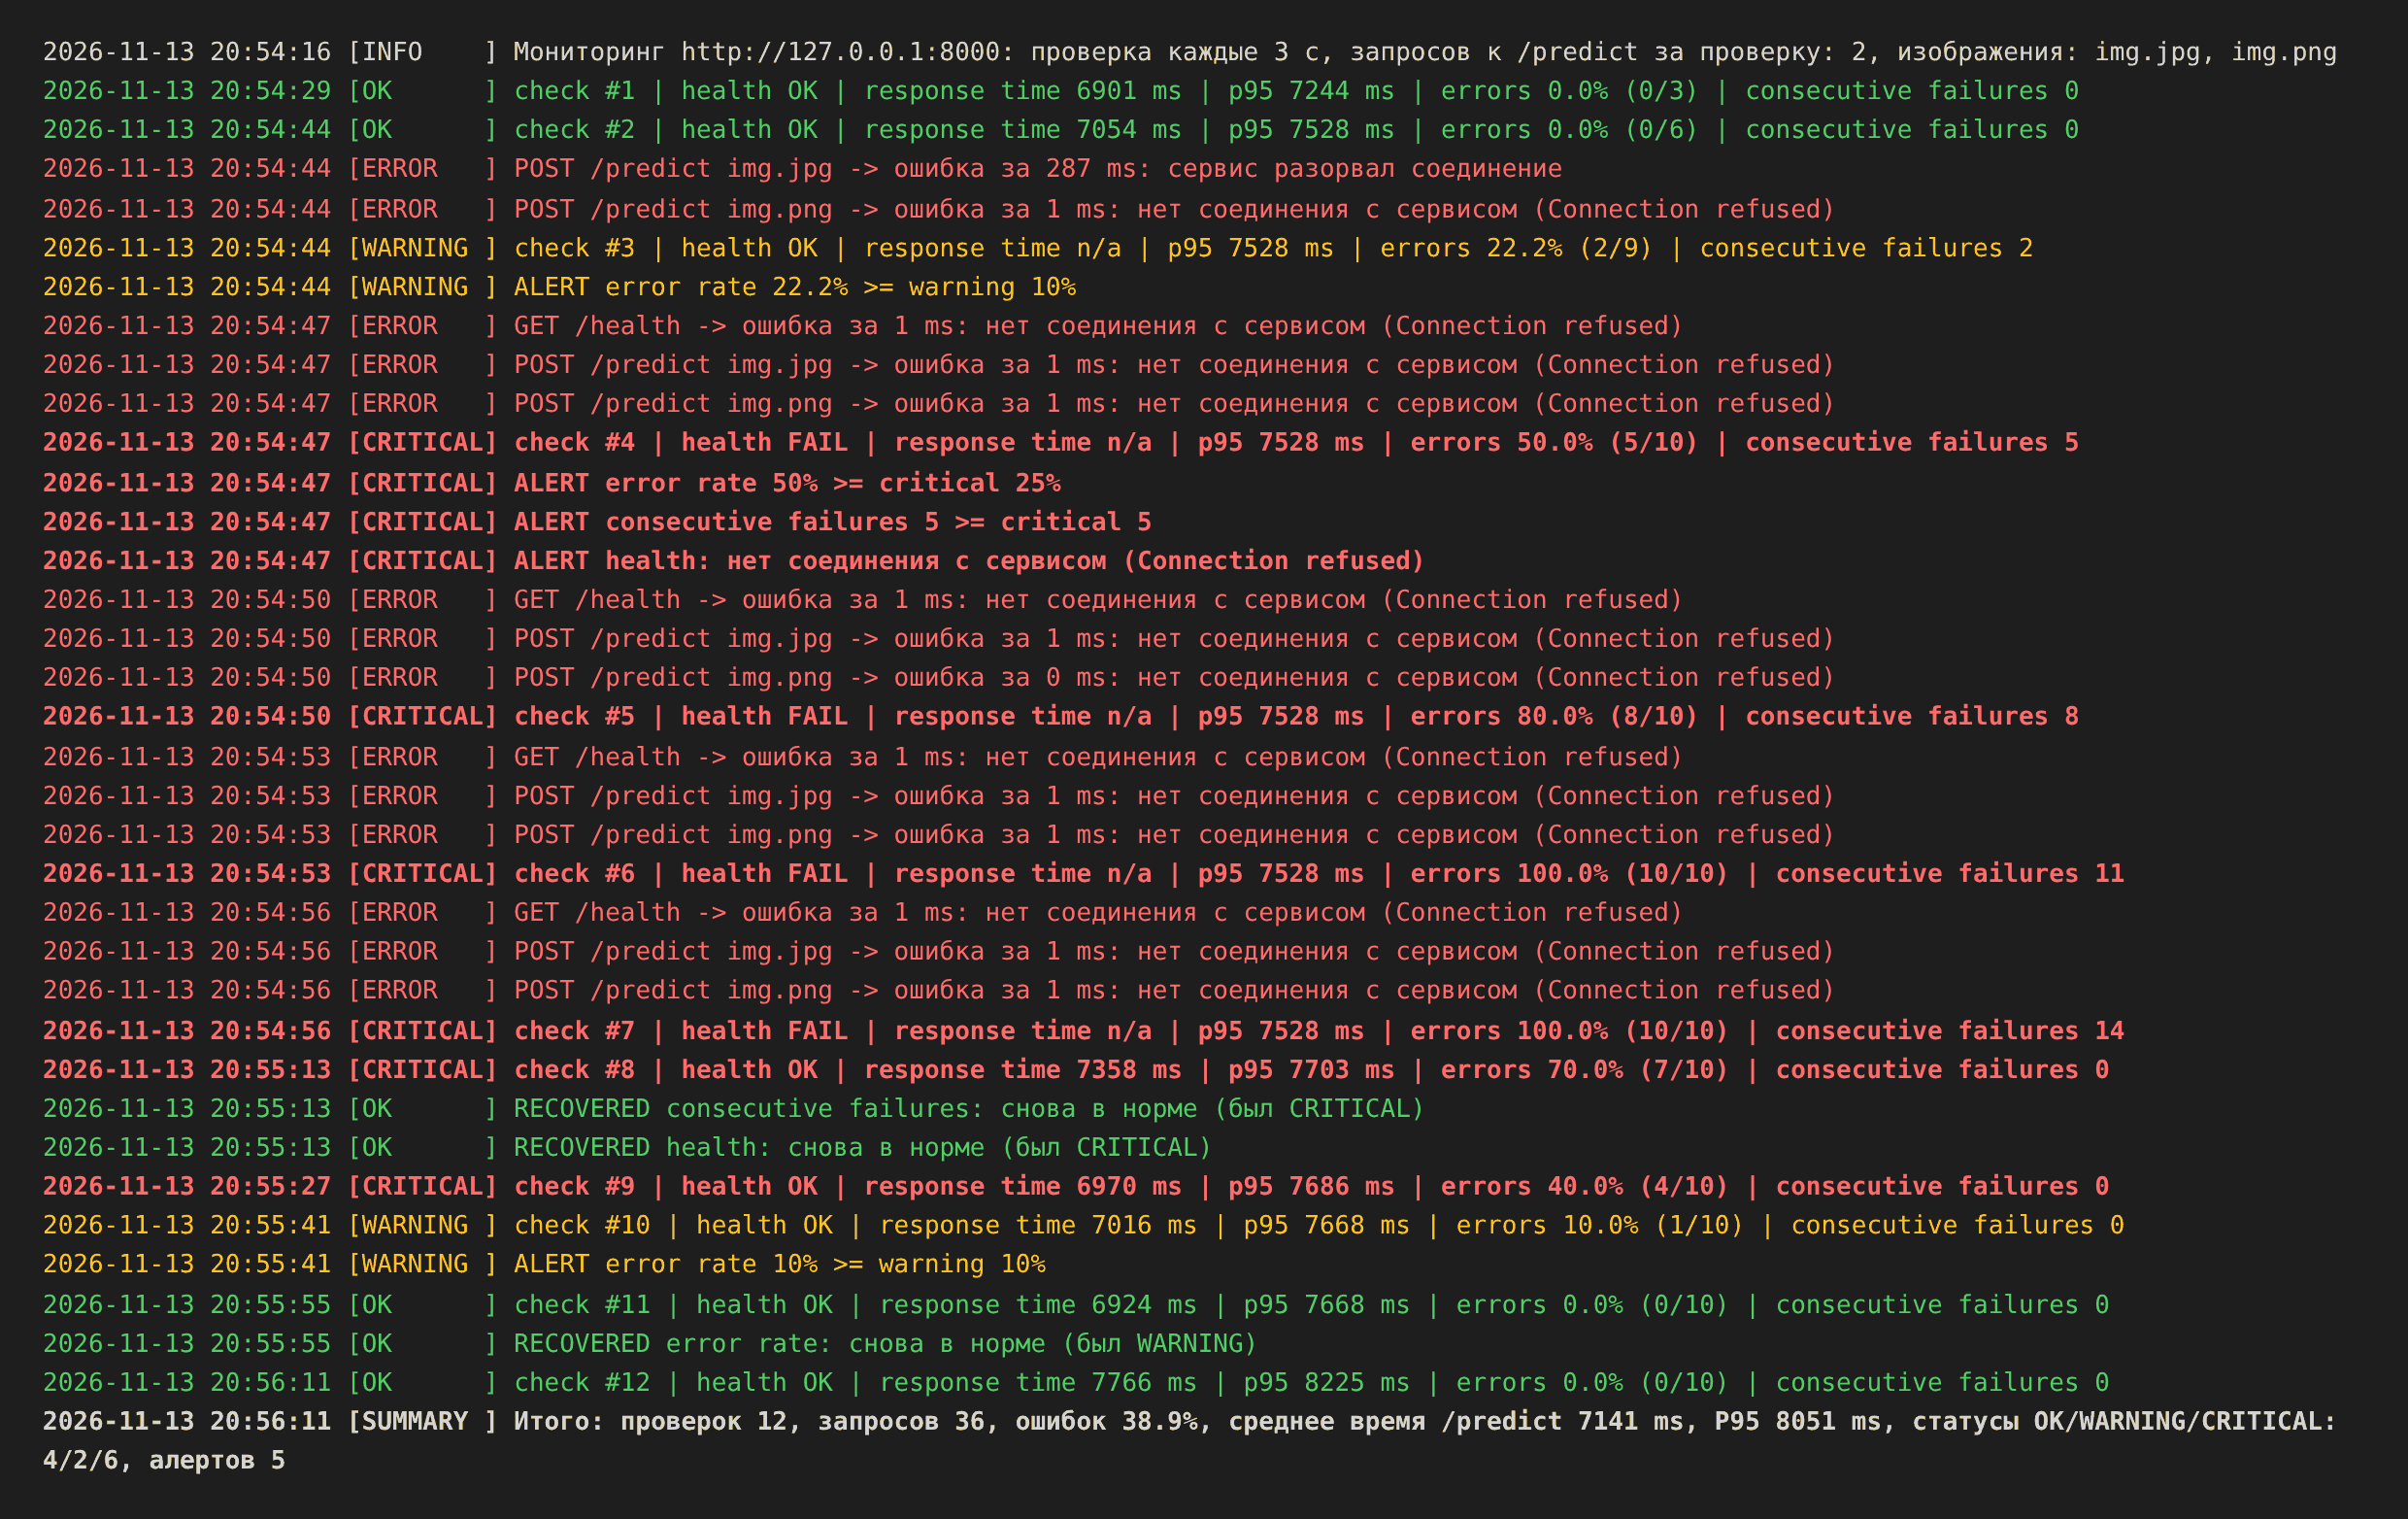 2026-11-13 20:54:16 [INFO    ] Мониторинг http://127.0.0.1:8000: проверка каждые 3 с, запросов к /predict за проверку: 2, изображения: img.jpg, img.png
2026-11-13 20:54:29 [OK      ] check #1 | health OK | response time 6901 ms | p95 7244 ms | errors 0.0% (0/3) | consecutive failures 0
2026-11-13 20:54:44 [OK      ] check #2 | health OK | response time 7054 ms | p95 7528 ms | errors 0.0% (0/6) | consecutive failures 0
2026-11-13 20:54:44 [ERROR   ] POST /predict img.jpg -> ошибка за 287 ms: сервис разорвал соединение
2026-11-13 20:54:44 [ERROR   ] POST /predict img.png -> ошибка за 1 ms: нет соединения с сервисом (Connection refused)
2026-11-13 20:54:44 [WARNING ] check #3 | health OK | response time n/a | p95 7528 ms | errors 22.2% (2/9) | consecutive failures 2
2026-11-13 20:54:44 [WARNING ] ALERT error rate 22.2% >= warning 10%
2026-11-13 20:54:47 [ERROR   ] GET /health -> ошибка за 1 ms: нет соединения с сервисом (Connection refused)
2026-11-13 20:54:47 [ERROR   ] POST /predict img.jpg -> ошибка за 1 ms: нет соединения с сервисом (Connection refused)
2026-11-13 20:54:47 [ERROR   ] POST /predict img.png -> ошибка за 1 ms: нет соединения с сервисом (Connection refused)
2026-11-13 20:54:47 [CRITICAL] check #4 | health FAIL | response time n/a | p95 7528 ms | errors 50.0% (5/10) | consecutive failures 5
2026-11-13 20:54:47 [CRITICAL] ALERT error rate 50% >= critical 25%
2026-11-13 20:54:47 [CRITICAL] ALERT consecutive failures 5 >= critical 5
2026-11-13 20:54:47 [CRITICAL] ALERT health: нет соединения с сервисом (Connection refused)
2026-11-13 20:54:50 [ERROR   ] GET /health -> ошибка за 1 ms: нет соединения с сервисом (Connection refused)
2026-11-13 20:54:50 [ERROR   ] POST /predict img.jpg -> ошибка за 1 ms: нет соединения с сервисом (Connection refused)
2026-11-13 20:54:50 [ERROR   ] POST /predict img.png -> ошибка за 0 ms: нет соединения с сервисом (Connection refused)
2026-11-13 20:54:50 [CRITICAL] check #5 | health FAIL | response time n/a | p95 7528 ms | errors 80.0% (8/10) | consecutive failures 8
2026-11-13 20:54:53 [ERROR   ] GET /health -> ошибка за 1 ms: нет соединения с сервисом (Connection refused)
2026-11-13 20:54:53 [ERROR   ] POST /predict img.jpg -> ошибка за 1 ms: нет соединения с сервисом (Connection refused)
2026-11-13 20:54:53 [ERROR   ] POST /predict img.png -> ошибка за 1 ms: нет соединения с сервисом (Connection refused)
2026-11-13 20:54:53 [CRITICAL] check #6 | health FAIL | response time n/a | p95 7528 ms | errors 100.0% (10/10) | consecutive failures 11
2026-11-13 20:54:56 [ERROR   ] GET /health -> ошибка за 1 ms: нет соединения с сервисом (Connection refused)
2026-11-13 20:54:56 [ERROR   ] POST /predict img.jpg -> ошибка за 1 ms: нет соединения с сервисом (Connection refused)
2026-11-13 20:54:56 [ERROR   ] POST /predict img.png -> ошибка за 1 ms: нет соединения с сервисом (Connection refused)
2026-11-13 20:54:56 [CRITICAL] check #7 | health FAIL | response time n/a | p95 7528 ms | errors 100.0% (10/10) | consecutive failures 14
2026-11-13 20:55:13 [CRITICAL] check #8 | health OK | response time 7358 ms | p95 7703 ms | errors 70.0% (7/10) | consecutive failures 0
2026-11-13 20:55:13 [OK      ] RECOVERED consecutive failures: снова в норме (был CRITICAL)
2026-11-13 20:55:13 [OK      ] RECOVERED health: снова в норме (был CRITICAL)
2026-11-13 20:55:27 [CRITICAL] check #9 | health OK | response time 6970 ms | p95 7686 ms | errors 40.0% (4/10) | consecutive failures 0
2026-11-13 20:55:41 [WARNING ] check #10 | health OK | response time 7016 ms | p95 7668 ms | errors 10.0% (1/10) | consecutive failures 0
2026-11-13 20:55:41 [WARNING ] ALERT error rate 10% >= warning 10%
2026-11-13 20:55:55 [OK      ] check #11 | health OK | response time 6924 ms | p95 7668 ms | errors 0.0% (0/10) | consecutive failures 0
2026-11-13 20:55:55 [OK      ] RECOVERED error rate: снова в норме (был WARNING)
2026-11-13 20:56:11 [OK      ] check #12 | health OK | response time 7766 ms | p95 8225 ms | errors 0.0% (0/10) | consecutive failures 0
2026-11-13 20:56:11 [SUMMARY ] Итого: проверок 12, запросов 36, ошибок 38.9%, среднее время /predict 7141 ms, P95 8051 ms, статусы OK/WARNING/CRITICAL:
4/2/6, алертов 5